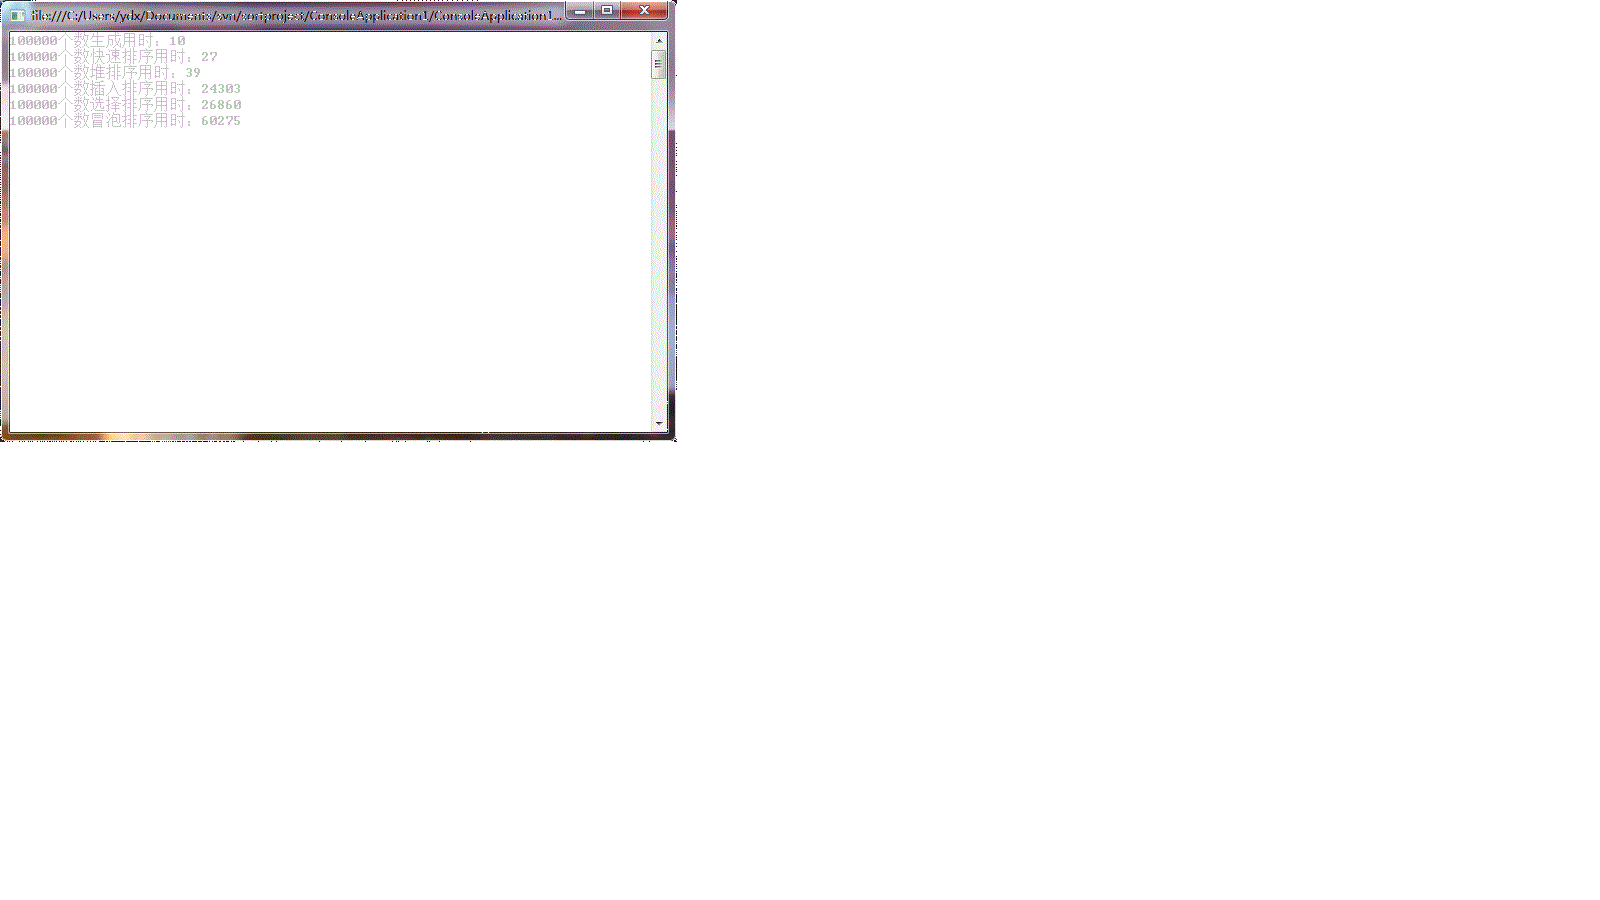 file:///C:/Users/ydx/Documents/svn/sortproject/ConsoleApplication1/ConsoleApplication1...
100000个数生成用时：10
100000个数快速排序用时：27
100000个数堆排序用时：39
100000个数插入排序用时：24303
100000个数选择排序用时：26860
100000个数冒泡排序用时：60275